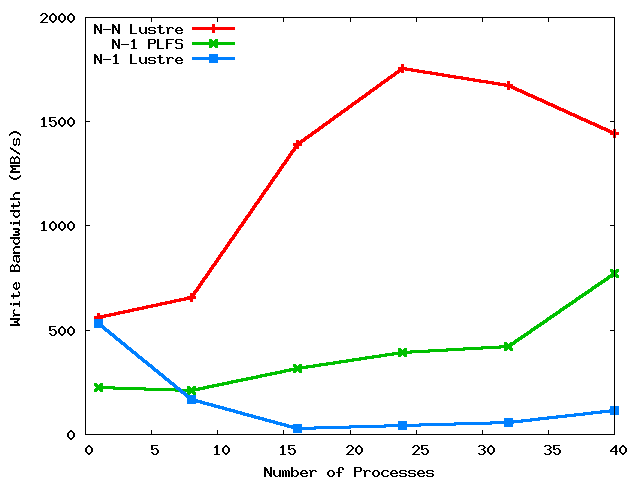 2000
1500
1000
500
0
Write Bandwidth (MB/s)
N-N Lustre
N-1 PLFS
N-1 Lustre
0 5 10 15 20 25 30 35 40
Number of Processes